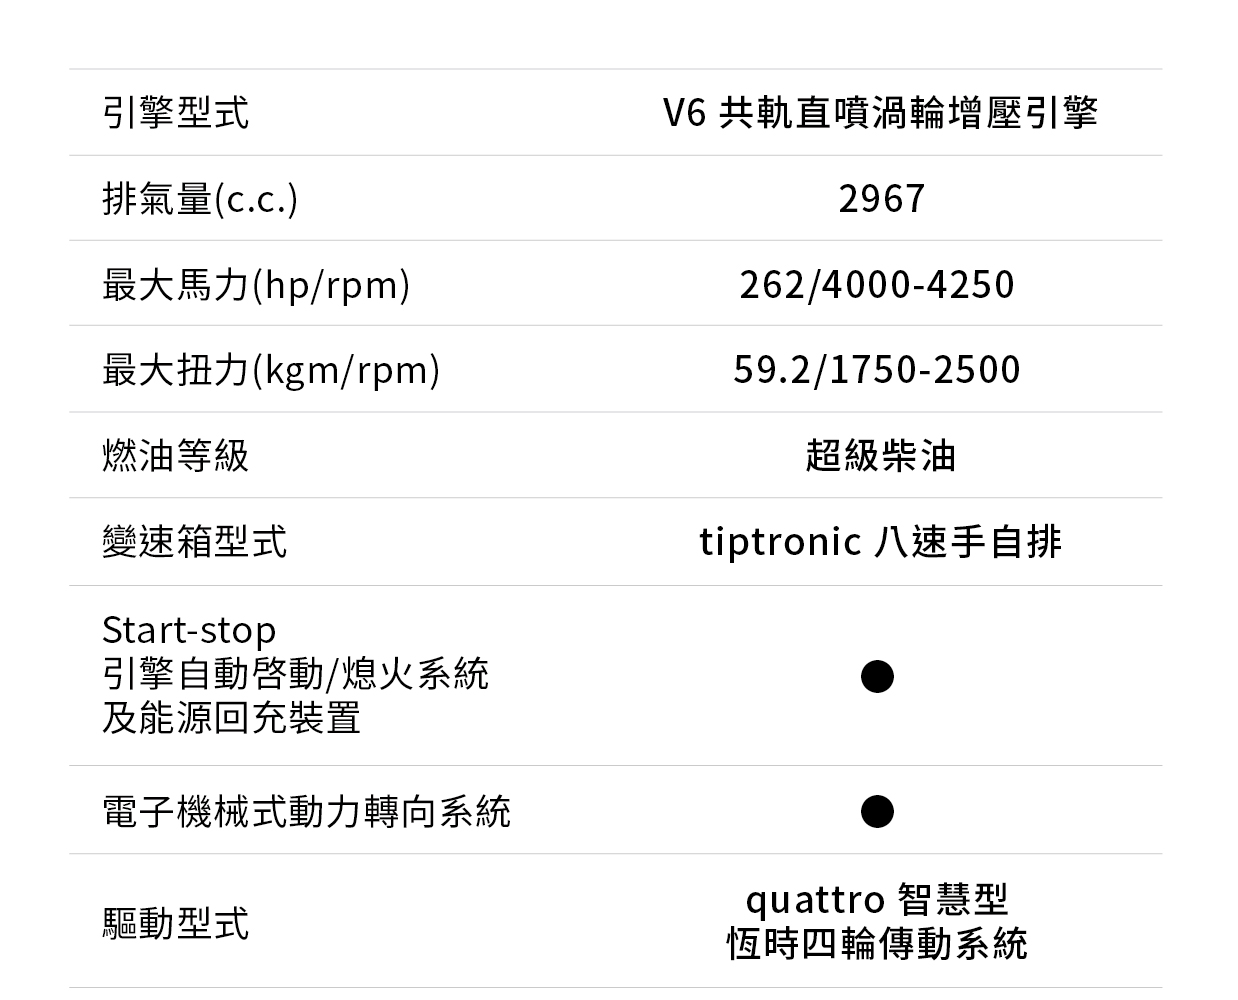 引擎型式 V6 共軌直噴渦輪增壓引擎
排氣量(c.c.) 2967
最大馬力(hp/rpm) 262/4000-4250
最大扭力(kgm/rpm) 59.2/1750-2500
燃油等級 超級柴油
變速箱型式 tiptronic 八速手自排
Start-stop
引擎自動啓動/熄火系統 ●
及能源回充裝置
電子機械式動力轉向系統 ●
驅動型式 quattro 智慧型
恆時四輪傳動系統